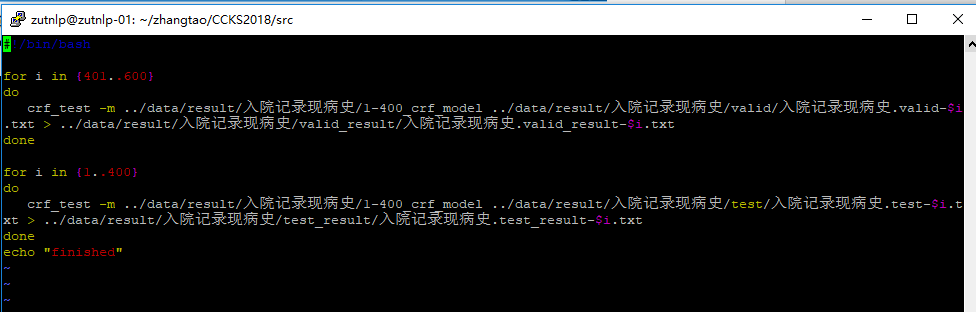 zutnlp@zutnlp-01: ~/zhangtao/CCKS2018/src
#!/bin/bash
for i in {401..600}
do
crf_test -m ../data/result/入院记录现病史/1-400_crf_model ../data/result/入院记录现病史/valid/入院记录现病史.valid-$i
.txt > ../data/result/入院记录现病史/valid_result/入院记录现病史.valid_result-$i.txt
done
for i in {1..400}
do
crf_test -m ../data/result/入院记录现病史/1-400_crf_model ../data/result/入院记录现病史/test/入院记录现病史.test-$i.t
xt > ../data/result/入院记录现病史/test_result/入院记录现病史.test_result-$i.txt
done
echo "finished"
~
~
~